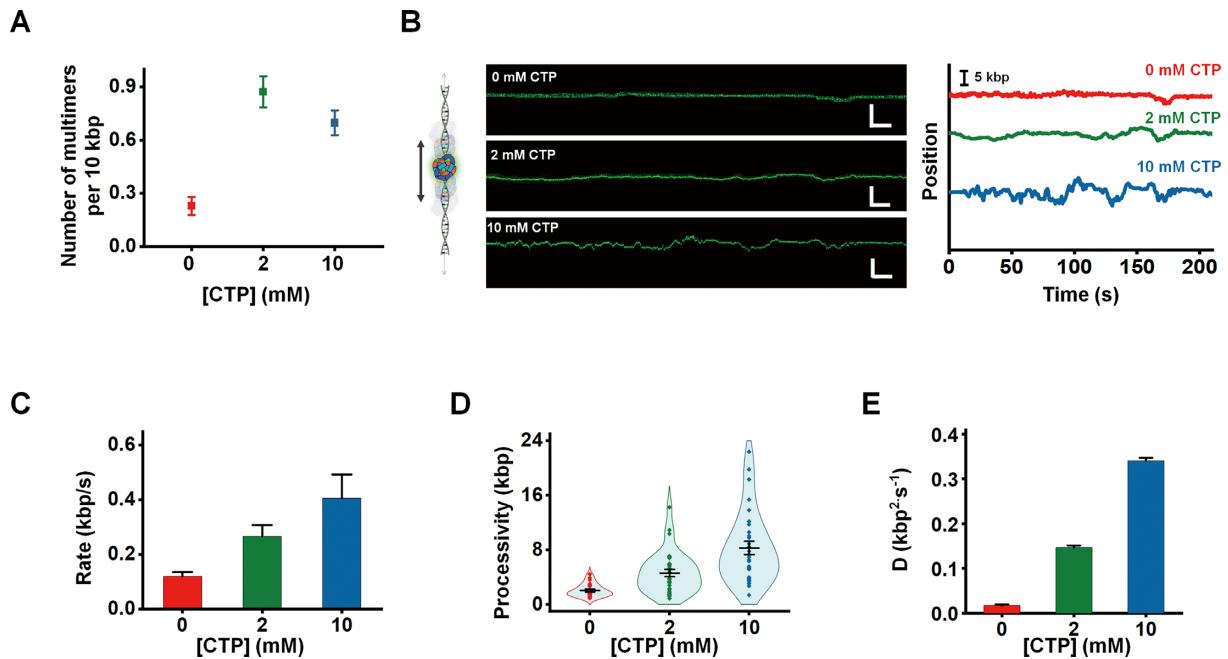 A
Number of multimers
per 10 kbp
0.9
0.6
0.3
0.0
0
2
10
[CTP] (mM)
B
0 mM CTP
2 mM CTP
10 mM CTP
5 kbp
0 mM CTP
2 mM CTP
10 mM CTP
Position
0
50
100
150
200
Time (s)
C
Rate (kbp/s)
0.6
0.4
0.2
0.0
0
2
10
[CTP] (mM)
D
Processivity (kbp)
24
16
8
0
0
2
10
[CTP] (mM)
E
D (kbp²·s⁻¹)
0.4
0.3
0.2
0.1
0.0
0
2
10
[CTP] (mM)